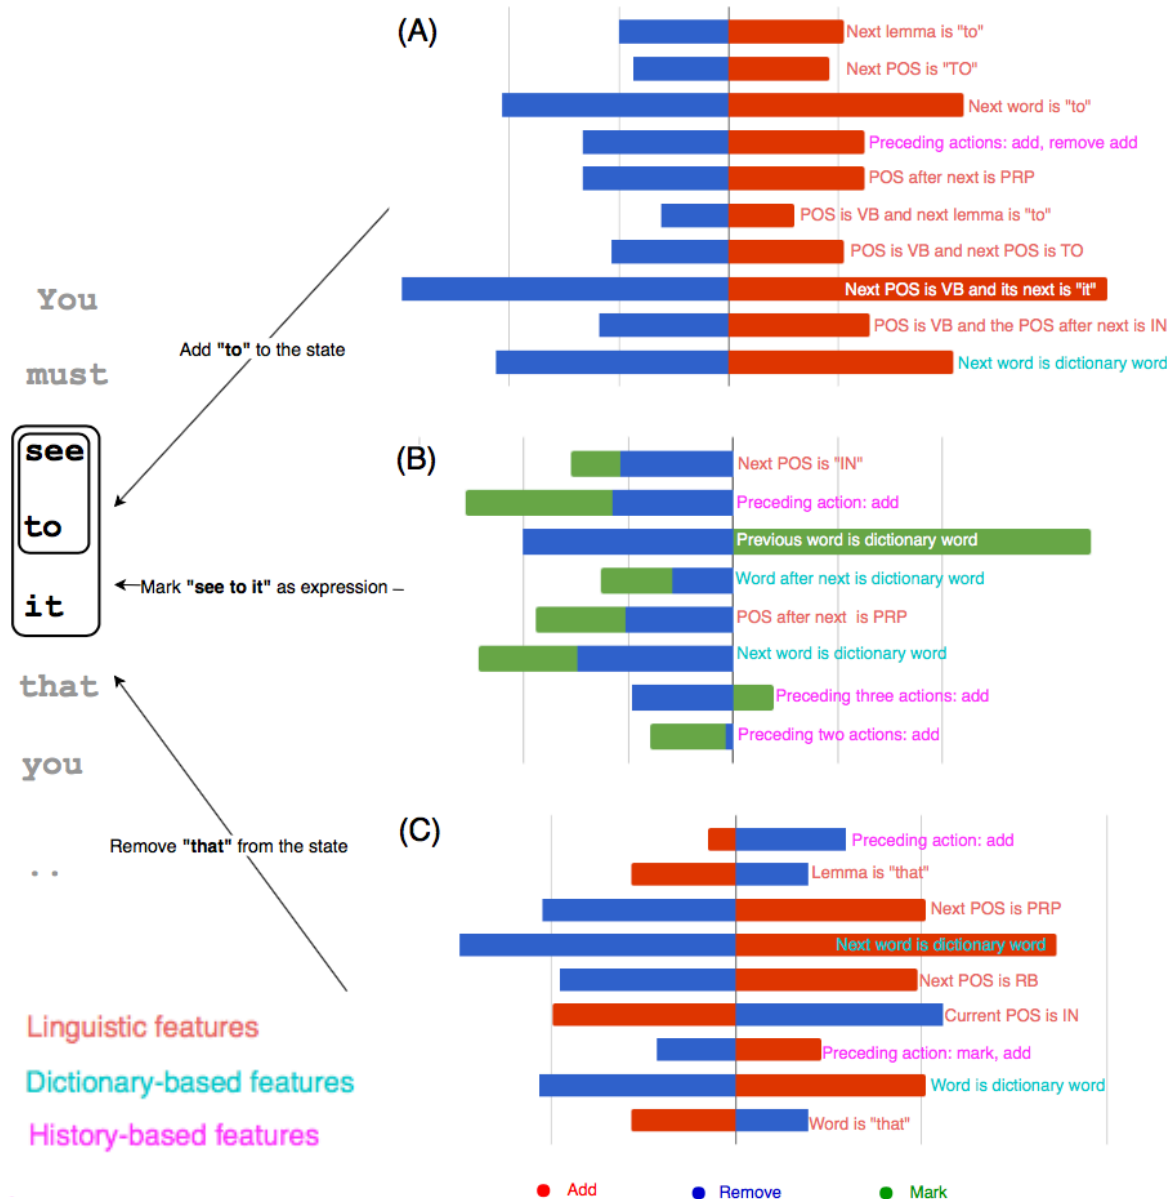 (A)
Next lemma is "to"
Next POS is "TO"
Next word is "to"
Preceding actions: add, remove add
POS after next is PRP
POS is VB and next lemma is "to"
POS is VB and next POS is TO
Next POS is VB and its next is "it"
POS is VB and the POS after next is IN
Next word is dictionary word
You
must
see
to
it
that
you
..
Add "to" to the state
Mark "see to it" as expression
Remove "that" from the state
(B)
Next POS is "IN"
Preceding action: add
Previous word is dictionary word
Word after next is dictionary word
POS after next is PRP
Next word is dictionary word
Preceding three actions: add
Preceding two actions: add
(C)
Preceding action: add
Lemma is "that"
Next POS is PRP
Next word is dictionary word
Next POS is RB
Current POS is IN
Preceding action: mark, add
Word is dictionary word
Word is "that"
Linguistic features
Dictionary-based features
History-based features
Add
Remove
Mark